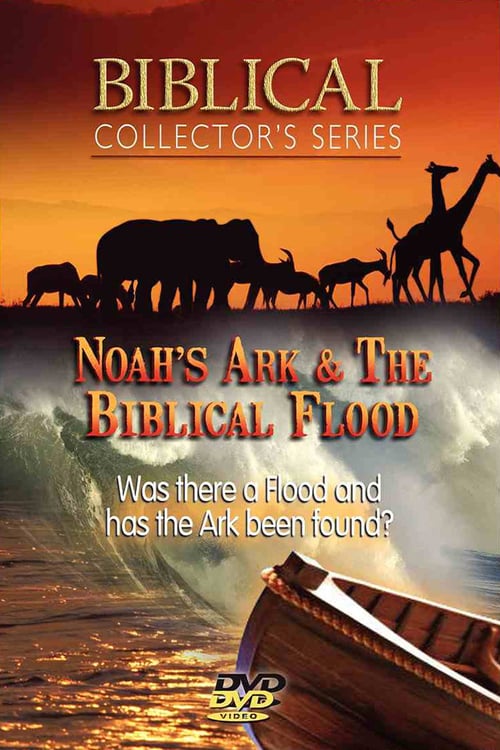 BIBLICAL
COLLECTOR'S SERIES
NOAH'S ARK & THE
BIBLICAL FLOOD
Was there a Flood and
has the Ark been found?
DVD
DVD
VIDEO